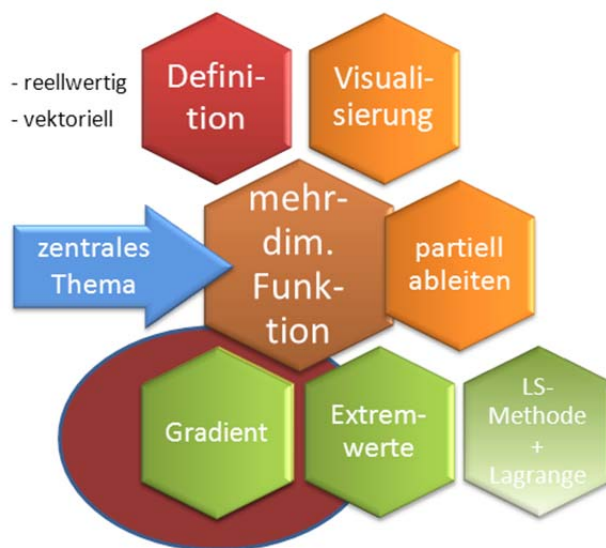 - reellwertig
- vektoriell
Defini-
tion
Visuali-
sierung
zentrales
Thema
mehr-
dim.
Funk-
tion
partiell
ableiten
Gradient
Extrem-
werte
LS-
Methode
+
Lagrange